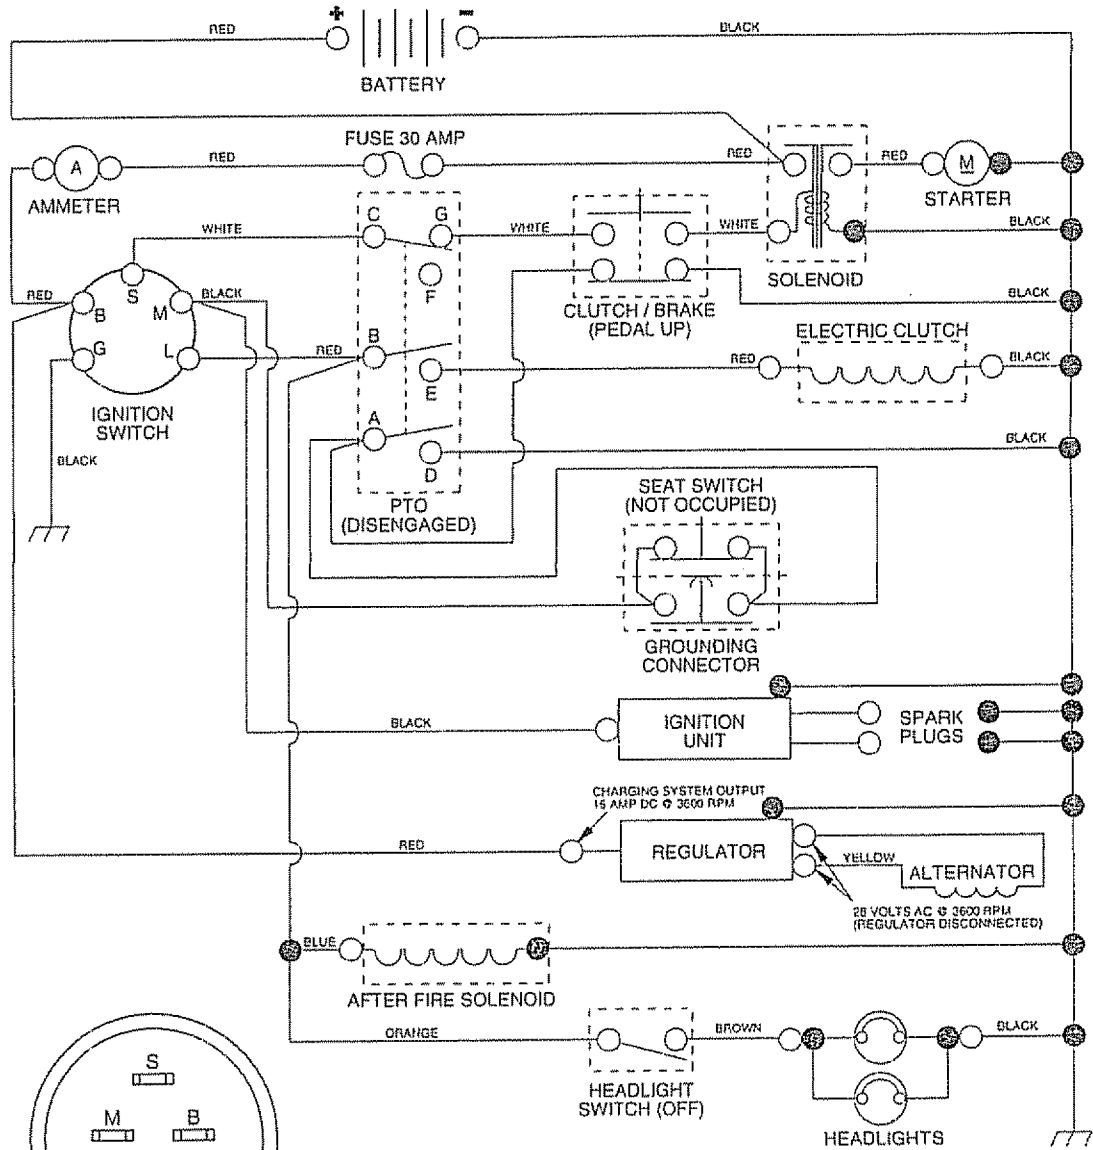 + −
RED
BLACK
BATTERY
FUSE 30 AMP
A
RED
RED
RED
M
AMMETER
STARTER
C
G
WHITE
WHITE
WHITE
BLACK
F
SOLENOID
S
RED
B
M
BLACK
BLACK
CLUTCH / BRAKE
(PEDAL UP)
ELECTRIC CLUTCH
G
L
RED
B
RED
BLACK
E
IGNITION
SWITCH
A
BLACK
BLACK
D
PTO
(DISENGAGED)
SEAT SWITCH
(NOT OCCUPIED)
GROUNDING
CONNECTOR
BLACK
IGNITION
UNIT
SPARK
PLUGS
CHARGING SYSTEM OUTPUT
15 AMP DC @ 3600 RPM
RED
REGULATOR
YELLOW
ALTERNATOR
28 VOLTS AC @ 3600 RPM
(REGULATOR DISCONNECTED)
BLUE
AFTER FIRE SOLENOID
ORANGE
BROWN
BLACK
HEADLIGHT
SWITCH (OFF)
HEADLIGHTS
S
M
B